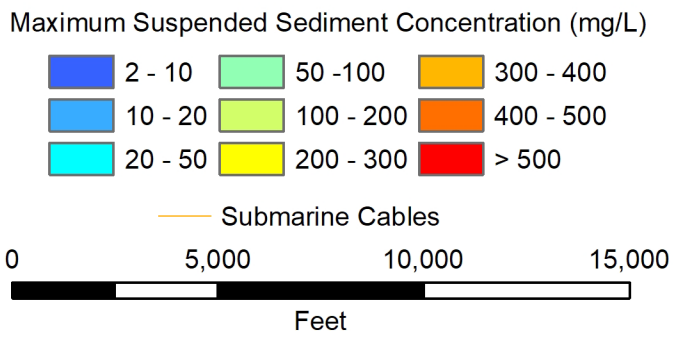 Maximum Suspended Sediment Concentration (mg/L)
2 - 10 50 -100 300 - 400
10 - 20 100 - 200 400 - 500
20 - 50 200 - 300 > 500
Submarine Cables
0 5,000 10,000 15,000
Feet